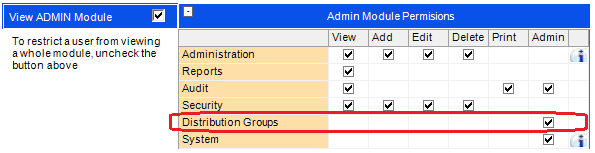 View ADMIN Module
To restrict a user from viewing
a whole module, uncheck the
button above
Admin Module Permisions
View Add Edit Delete Print Admin
Administration
Reports
Audit
Security
Distribution Groups
System